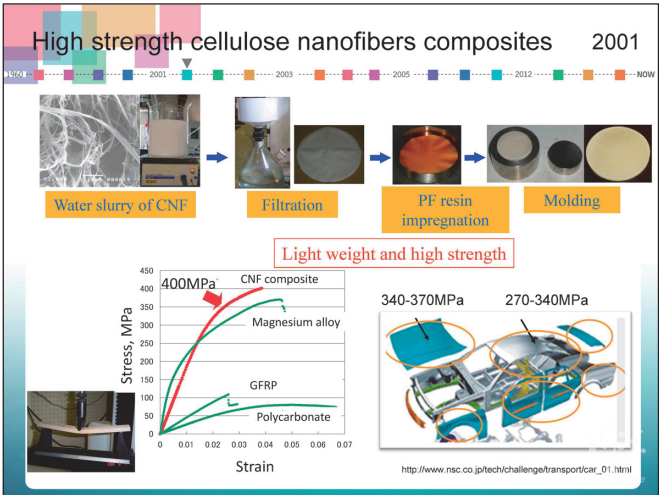 High strength cellulose nanofibers composites 2001
1960 2001 2003 2005 2012 NOW
Water slurry of CNF
Filtration
PF resin
impregnation
Molding
Light weight and high strength
Stress, MPa
450
400
350
300
250
200
150
100
50
0
400MPa
CNF composite
Magnesium alloy
GFRP
Polycarbonate
0 0.01 0.02 0.03 0.04 0.05 0.06 0.07
Strain
340-370MPa 270-340MPa
http://www.nsc.co.jp/tech/challenge/transport/car_01.html